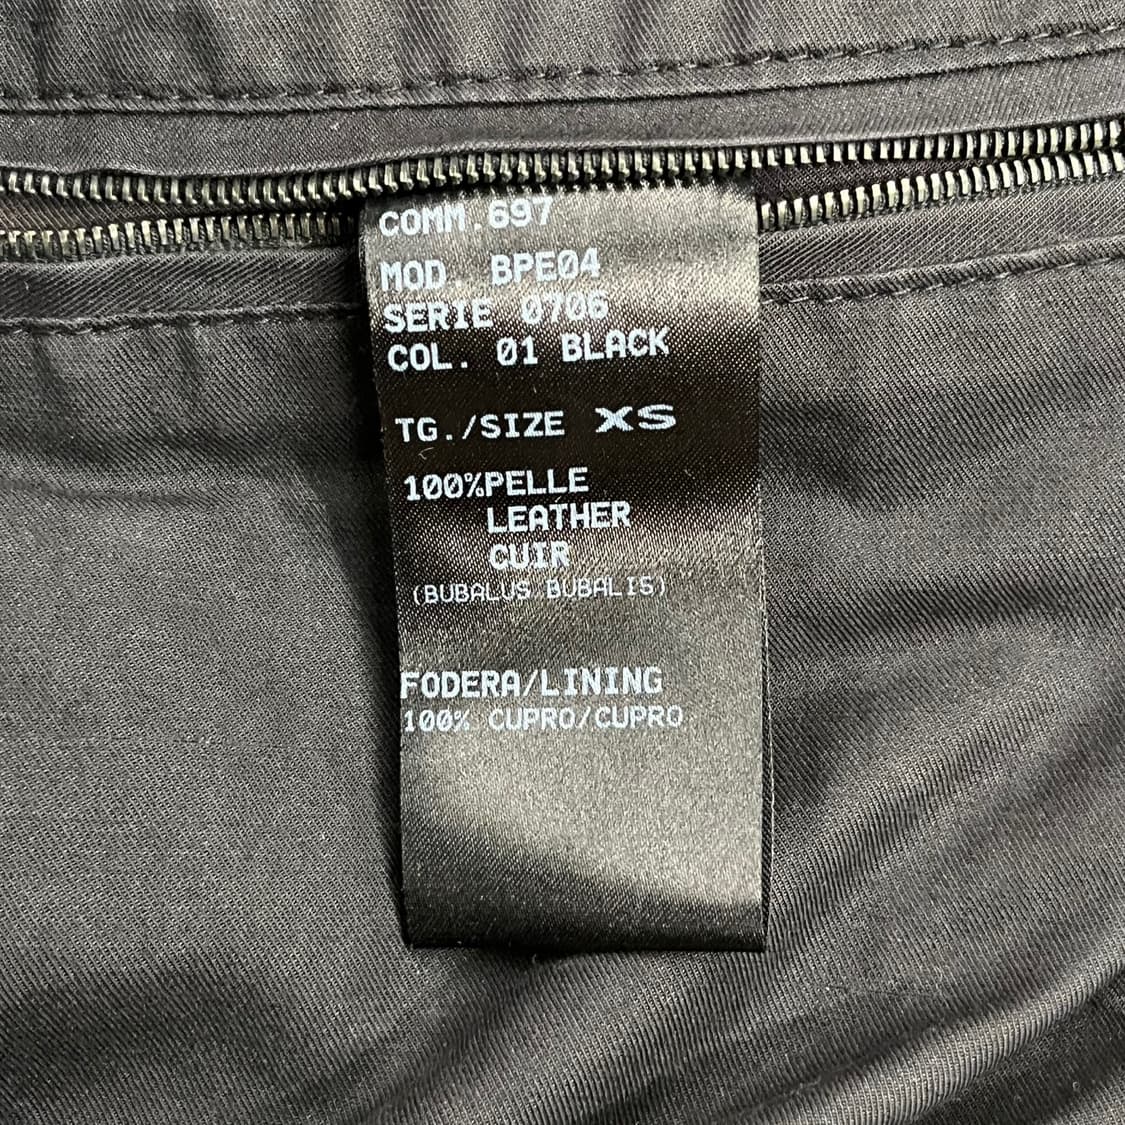 COMM.697
MOD. BPE04
SERIE 0706
COL. 01 BLACK
TG./SIZE XS
100%PELLE
LEATHER
CUIR
(BUBALUS BUBALIS)
FODERA/LINING
100% CUPRO/CUPRO